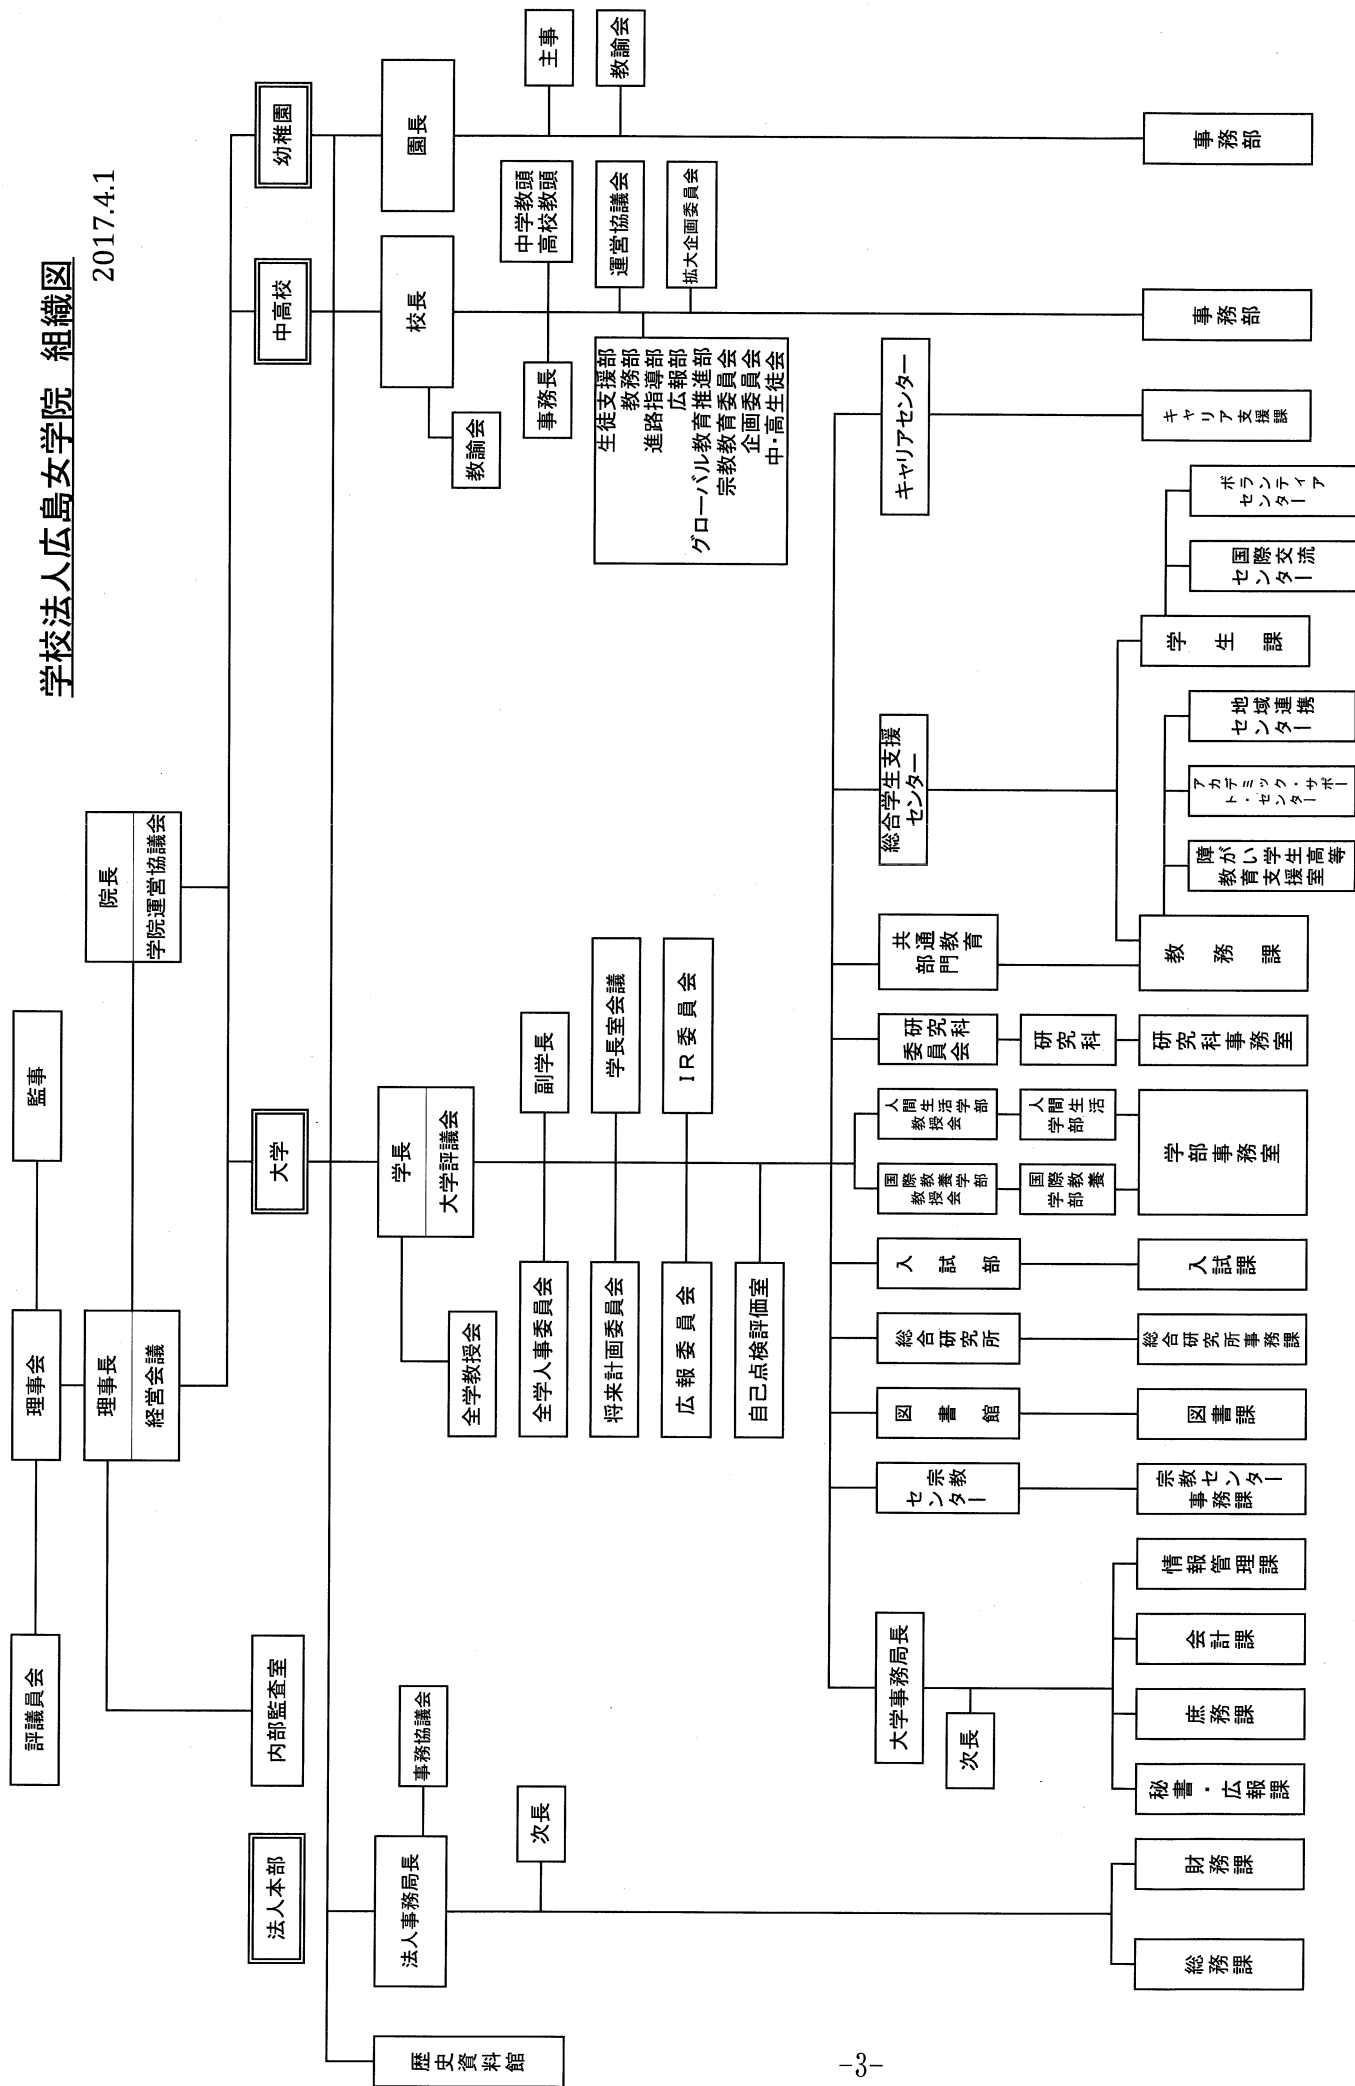 学校法人広島女学院 組織図
2017.4.1
評議員会
理事会
監事
理事長
経営会議
院長
学院運営協議会
内部監査室
法人本部
大学
中高校
幼稚園
歴史資料館
法人事務局長
事務協議会
次長
総務課
財務課
学長
大学評議会
全学教授会
副学長
全学人事委員会
学長室会議
将来計画委員会
IR委員会
広報委員会
自己点検評価室
校長
教諭会
中学教頭
高校教頭
事務長
運営協議会
拡大企画委員会
生徒支援部
教務部
進路指導部
広報部
グローバル教育推進部
宗教教育委員会
企画委員会
中・高生徒会
事務部
園長
主事
教諭会
事務部
大学事務局長
次長
秘書・広報課
庶務課
会計課
情報管理課
宗教
センター
宗教センター
事務課
図書館
図書課
総合研究所
総合研究所事務課
入試部
入試課
国際教養学部
教授会
国際教養
学部
人間生活学部
教授会
人間生活
学部
学部事務室
研究科
委員会
研究科
研究科事務室
共通教育
部門
教務課
総合学生支援
センター
障がい学生高等
教育支援室
アカデミック・サポー
ト・センター
地域連携
センター
学生課
国際交流
センター
ボランティア
センター
キャリアセンター
キャリア支援課
-3-